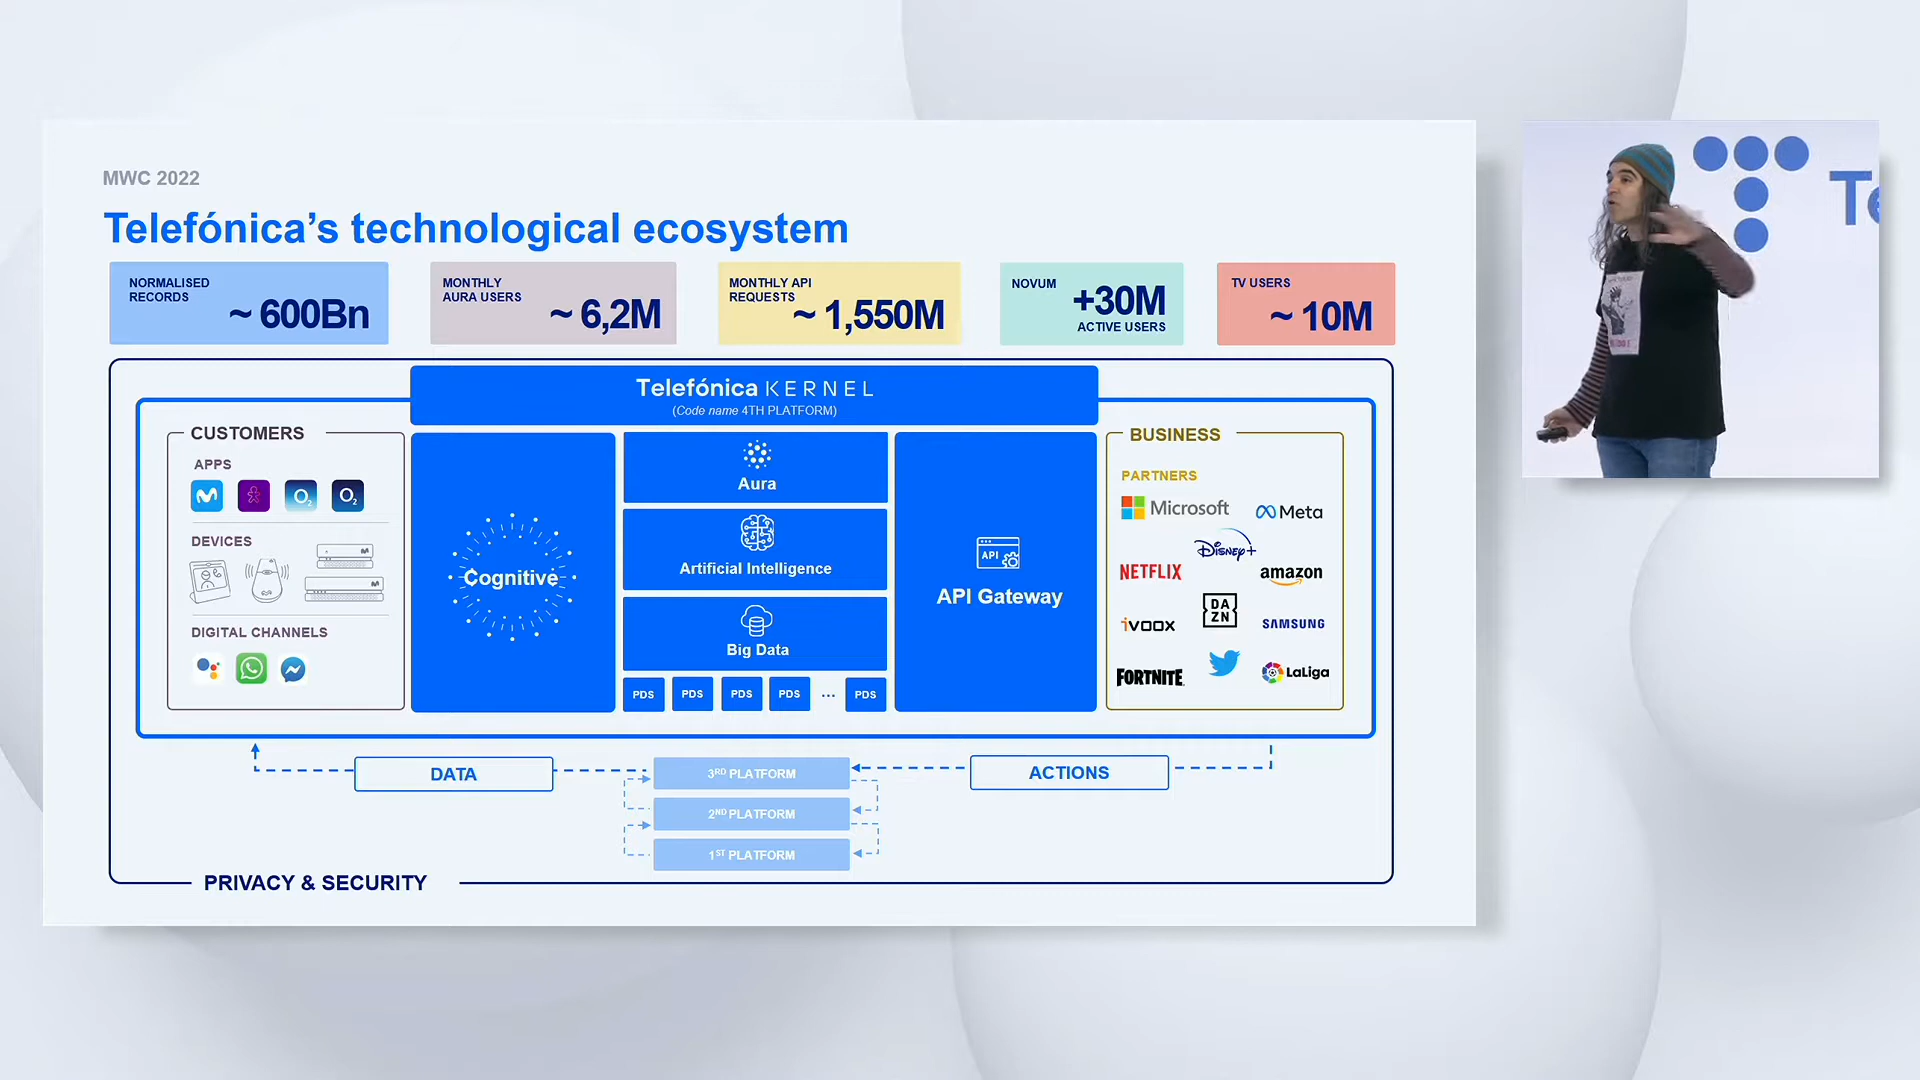 MWC 2022
Telefónica’s technological ecosystem
NORMALISED
RECORDS
~ 600Bn
MONTHLY
AURA USERS
~ 6,2M
MONTHLY API
REQUESTS
~ 1,550M
NOVUM
+30M
ACTIVE USERS
TV USERS
~ 10M
Telefónica KERNEL
(Code name 4TH PLATFORM)
CUSTOMERS
APPS
O2
O2
DEVICES
DIGITAL CHANNELS
Cognitive
Aura
Artificial Intelligence
Big Data
PDS
PDS
PDS
PDS
...
PDS
API
API Gateway
BUSINESS
PARTNERS
Microsoft
Meta
Disney+
NETFLIX
amazon
iVOOX
DAZN
SAMSUNG
FORTNITE
LaLiga
DATA
3RD PLATFORM
ACTIONS
2ND PLATFORM
1ST PLATFORM
PRIVACY & SECURITY
Te